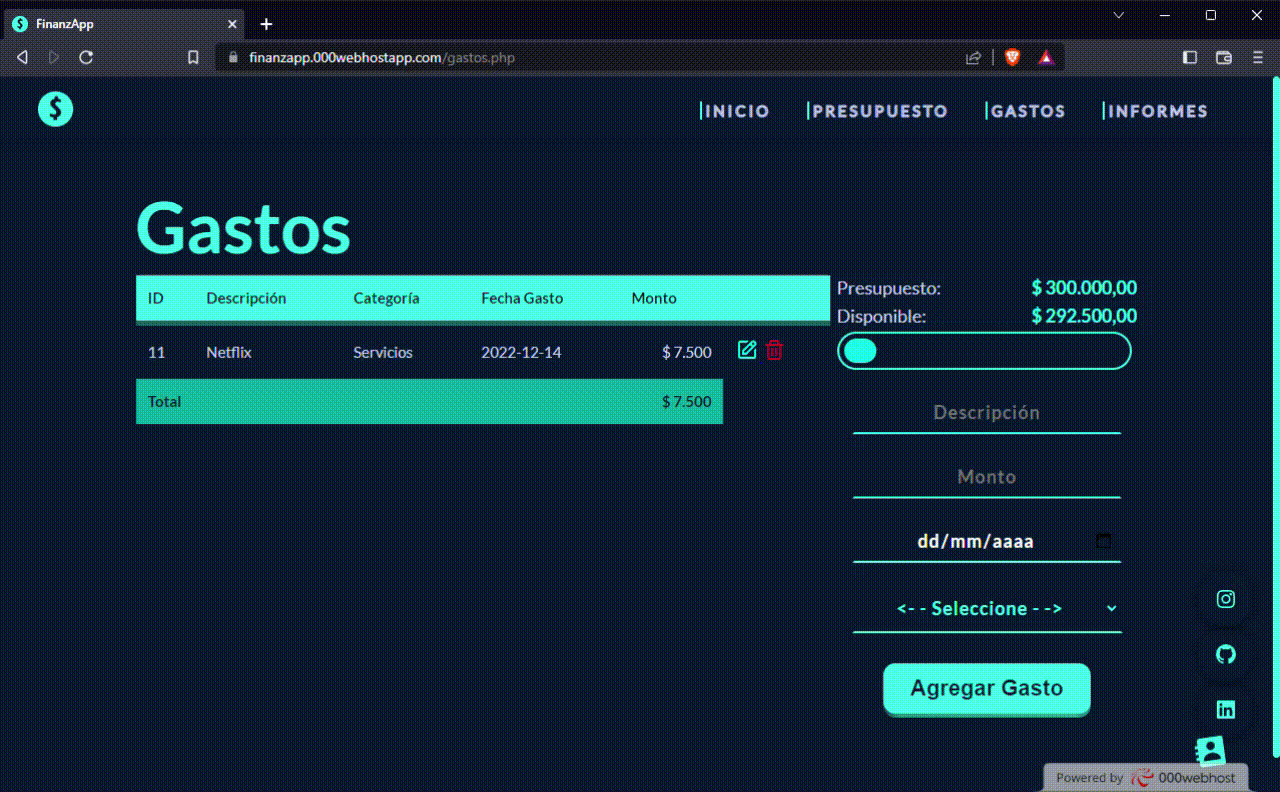 FinanzApp
finanzapp.000webhostapp.com/gastos.php
INICIO PRESUPUESTO GASTOS INFORMES
Gastos
ID Descripción Categoría Fecha Gasto Monto
11 Netflix Servicios 2022-12-14 $ 7.500
Total $ 7.500
Presupuesto: $ 300.000,00
Disponible: $ 292.500,00
Descripción
Monto
dd/mm/aaaa
<- - Seleccione - ->
Agregar Gasto
Powered by 000webhost